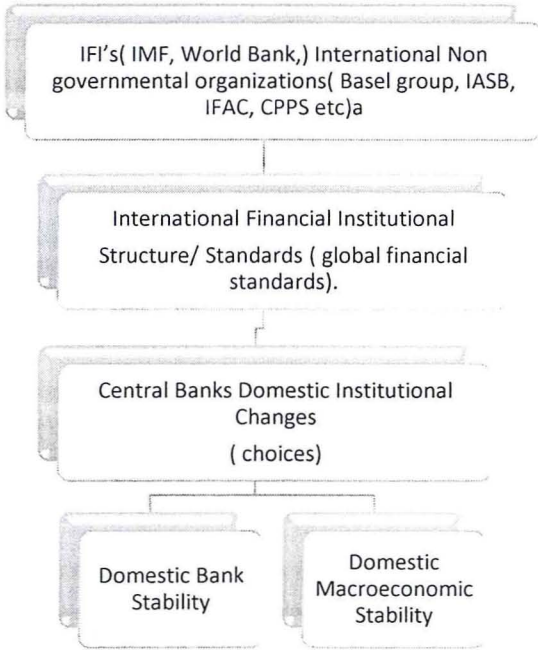 IFI's( IMF, World Bank,) International Non
governmental organizations( Basel group, IASB,
IFAC, CPPS etc)a
International Financial Institutional
Structure/ Standards ( global financial
standards).
Central Banks Domestic Institutional
Changes
( choices)
Domestic Bank
Stability
Domestic
Macroeconomic
Stability